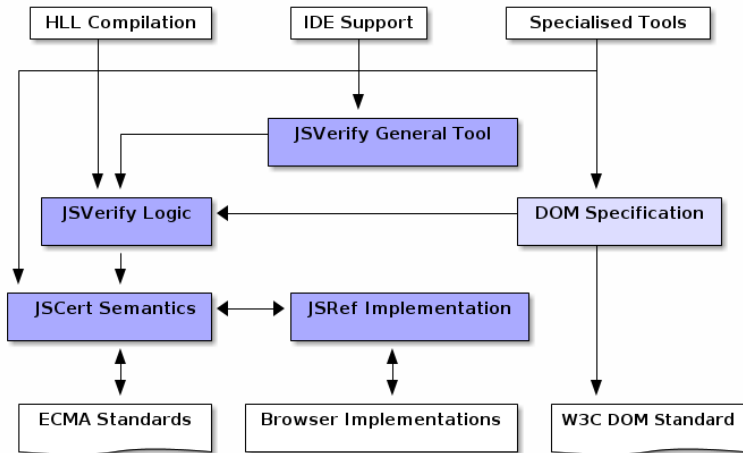 HLL Compilation
IDE Support
Specialised Tools
JSVerify General Tool
JSVerify Logic
DOM Specification
JSCert Semantics
JSRef Implementation
ECMA Standards
Browser Implementations
W3C DOM Standard